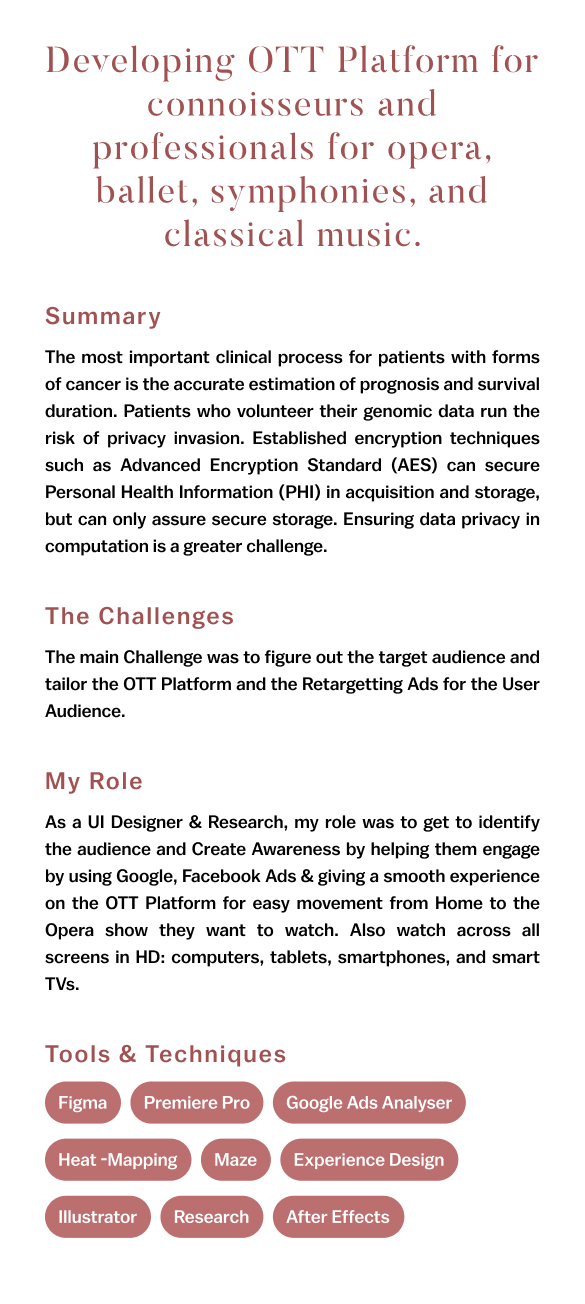 Developing OTT Platform for
connoisseurs and
professionals for opera,
ballet, symphonies, and
classical music.
Summary
The most important clinical process for patients with forms
of cancer is the accurate estimation of prognosis and survival
duration. Patients who volunteer their genomic data run the
risk of privacy invasion. Established encryption techniques
such as Advanced Encryption Standard (AES) can secure
Personal Health Information (PHI) in acquisition and storage,
but can only assure secure storage. Ensuring data privacy in
computation is a greater challenge.
The Challenges
The main Challenge was to figure out the target audience and
tailor the OTT Platform and the Retargetting Ads for the User
Audience.
My Role
As a UI Designer & Research, my role was to get to identify
the audience and Create Awareness by helping them engage
by using Google, Facebook Ads & giving a smooth experience
on the OTT Platform for easy movement from Home to the
Opera show they want to watch. Also watch across all
screens in HD: computers, tablets, smartphones, and smart
TVs.
Tools & Techniques
Figma Premiere Pro Google Ads Analyser
Heat -Mapping Maze Experience Design
Illustrator Research After Effects